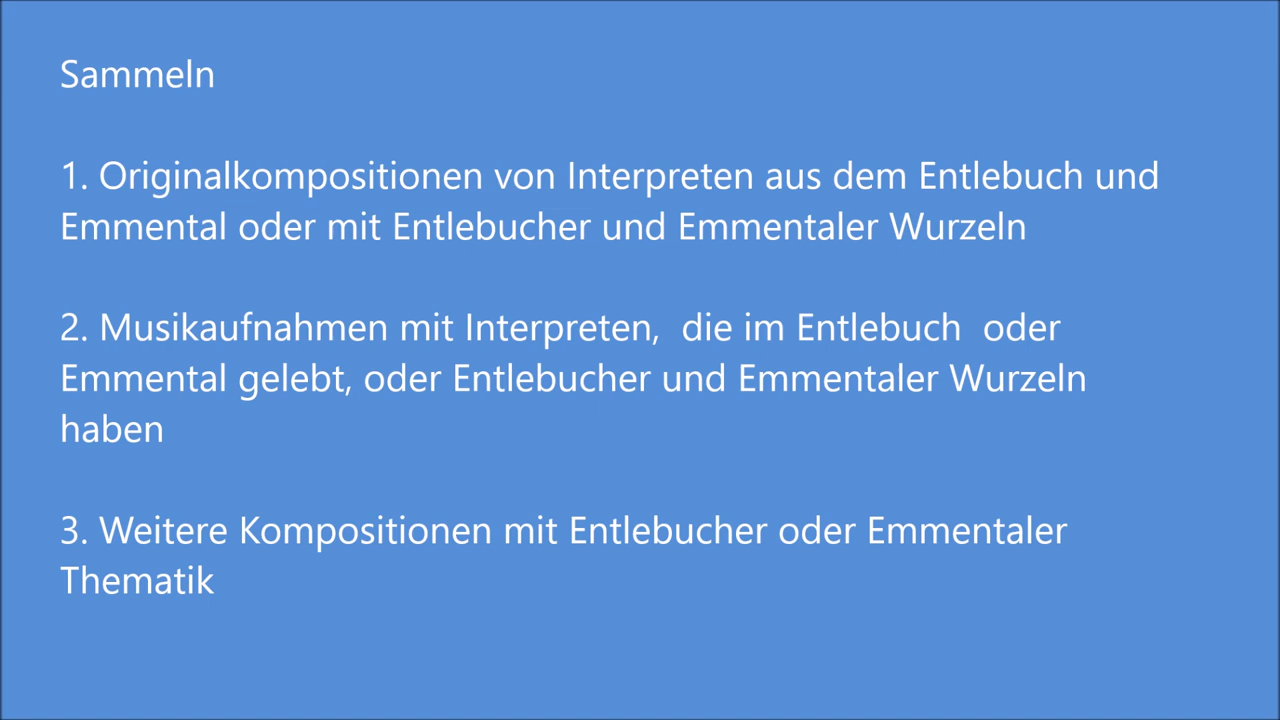 Sammeln
1. Originalkompositionen von Interpreten aus dem Entlebuch und
Emmental oder mit Entlebucher und Emmentaler Wurzeln
2. Musikaufnahmen mit Interpreten,  die im Entlebuch  oder
Emmental gelebt, oder Entlebucher und Emmentaler Wurzeln
haben
3. Weitere Kompositionen mit Entlebucher oder Emmentaler
Thematik